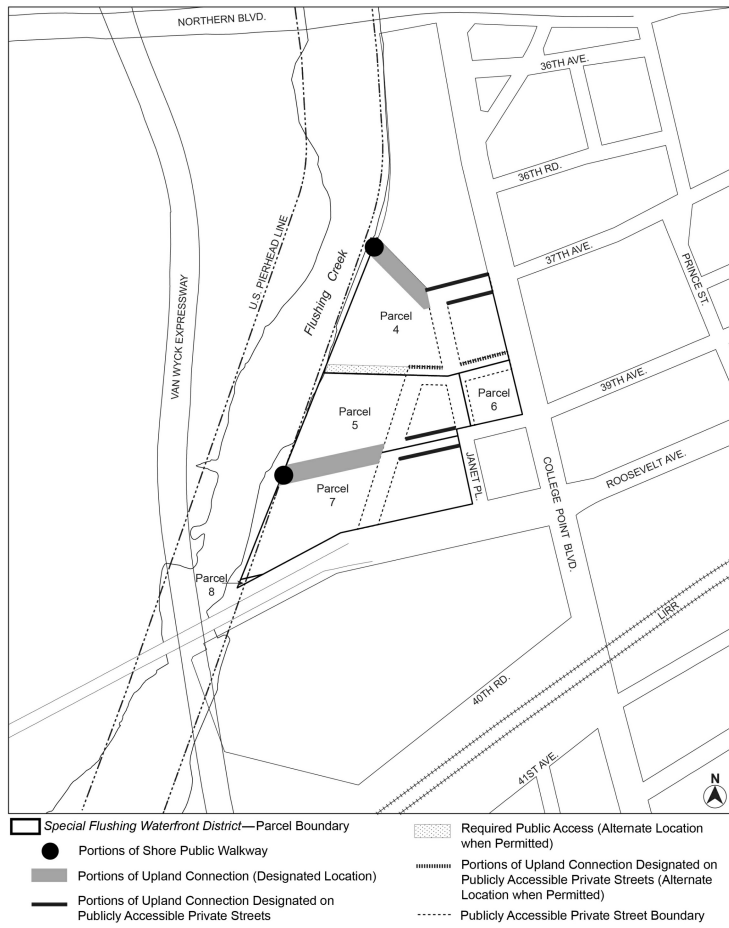 NORTHERN BLVD.
36TH AVE.
36TH RD.
37TH AVE.
PRINCE ST.
U.S. PIERHEAD LINE
Flushing Creek
VAN WYCK EXPRESSWAY
Parcel
4
39TH AVE.
Parcel
6
Parcel
5
ROOSEVELT AVE.
JANET PL.
COLLEGE POINT BLVD.
Parcel
7
Parcel
8
LIRR
40TH RD.
41ST AVE.
N
Special Flushing Waterfront District—Parcel Boundary
Portions of Shore Public Walkway
Portions of Upland Connection (Designated Location)
Portions of Upland Connection Designated on
Publicly Accessible Private Streets
Required Public Access (Alternate Location
when Permitted)
Portions of Upland Connection Designated on
Publicly Accessible Private Streets (Alternate
Location when Permitted)
Publicly Accessible Private Street Boundary